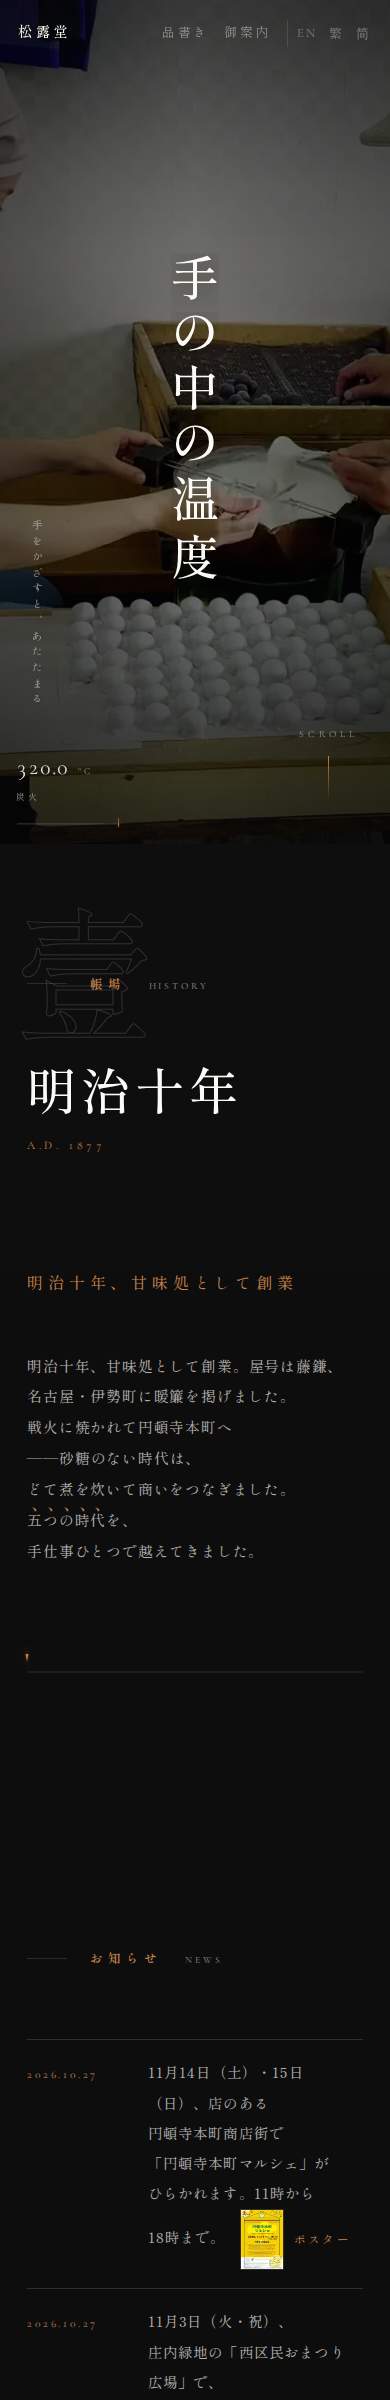 松露堂
品書き 御案内 EN 繁 简
手の中の温度
手をかざすと、あたたまる
SCROLL
320.0 °C
炭火
壹
帳場 HISTORY
明治十年
A.D. 1877
明治十年、甘味処として創業
明治十年、甘味処として創業。屋号は藤鎌、
名古屋・伊勢町に暖簾を掲げました。
戦火に焼かれて円頓寺本町へ
──砂糖のない時代は、
どて煮を炊いて商いをつなぎました。
五つの時代を、
手仕事ひとつで越えてきました。
お知らせ NEWS
2026.10.27
11月14日（土）・15日
（日）、店のある
円頓寺本町商店街で
「円頓寺本町マルシェ」が
ひらかれます。11時から
18時まで。 ポスター
2026.10.27
11月3日（火・祝）、
庄内緑地の「西区民おまつり
広場」で、